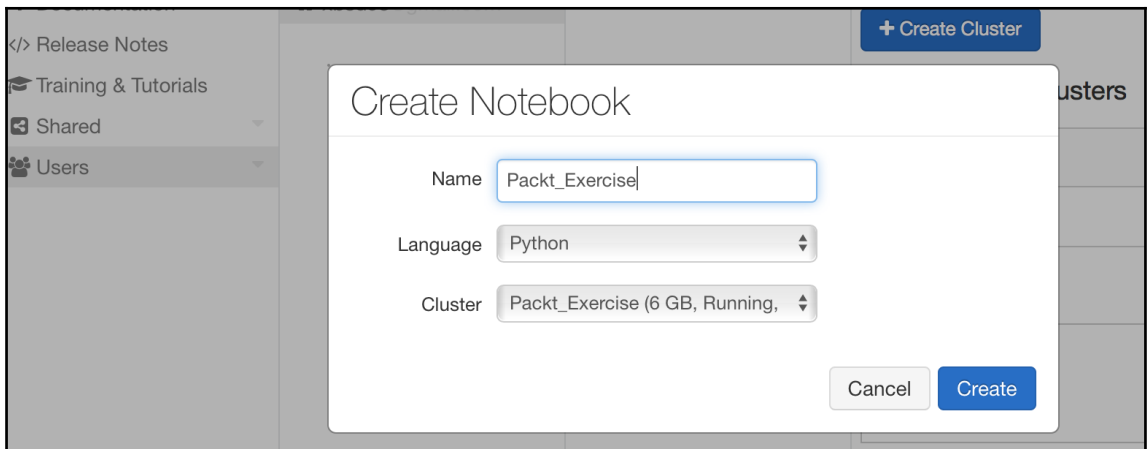 Release Notes
+ Create Cluster
Training & Tutorials
Create Notebook
usters
Shared
Users
Name Packt_Exercise
Language Python
Cluster Packt_Exercise (6 GB, Running,
Cancel Create